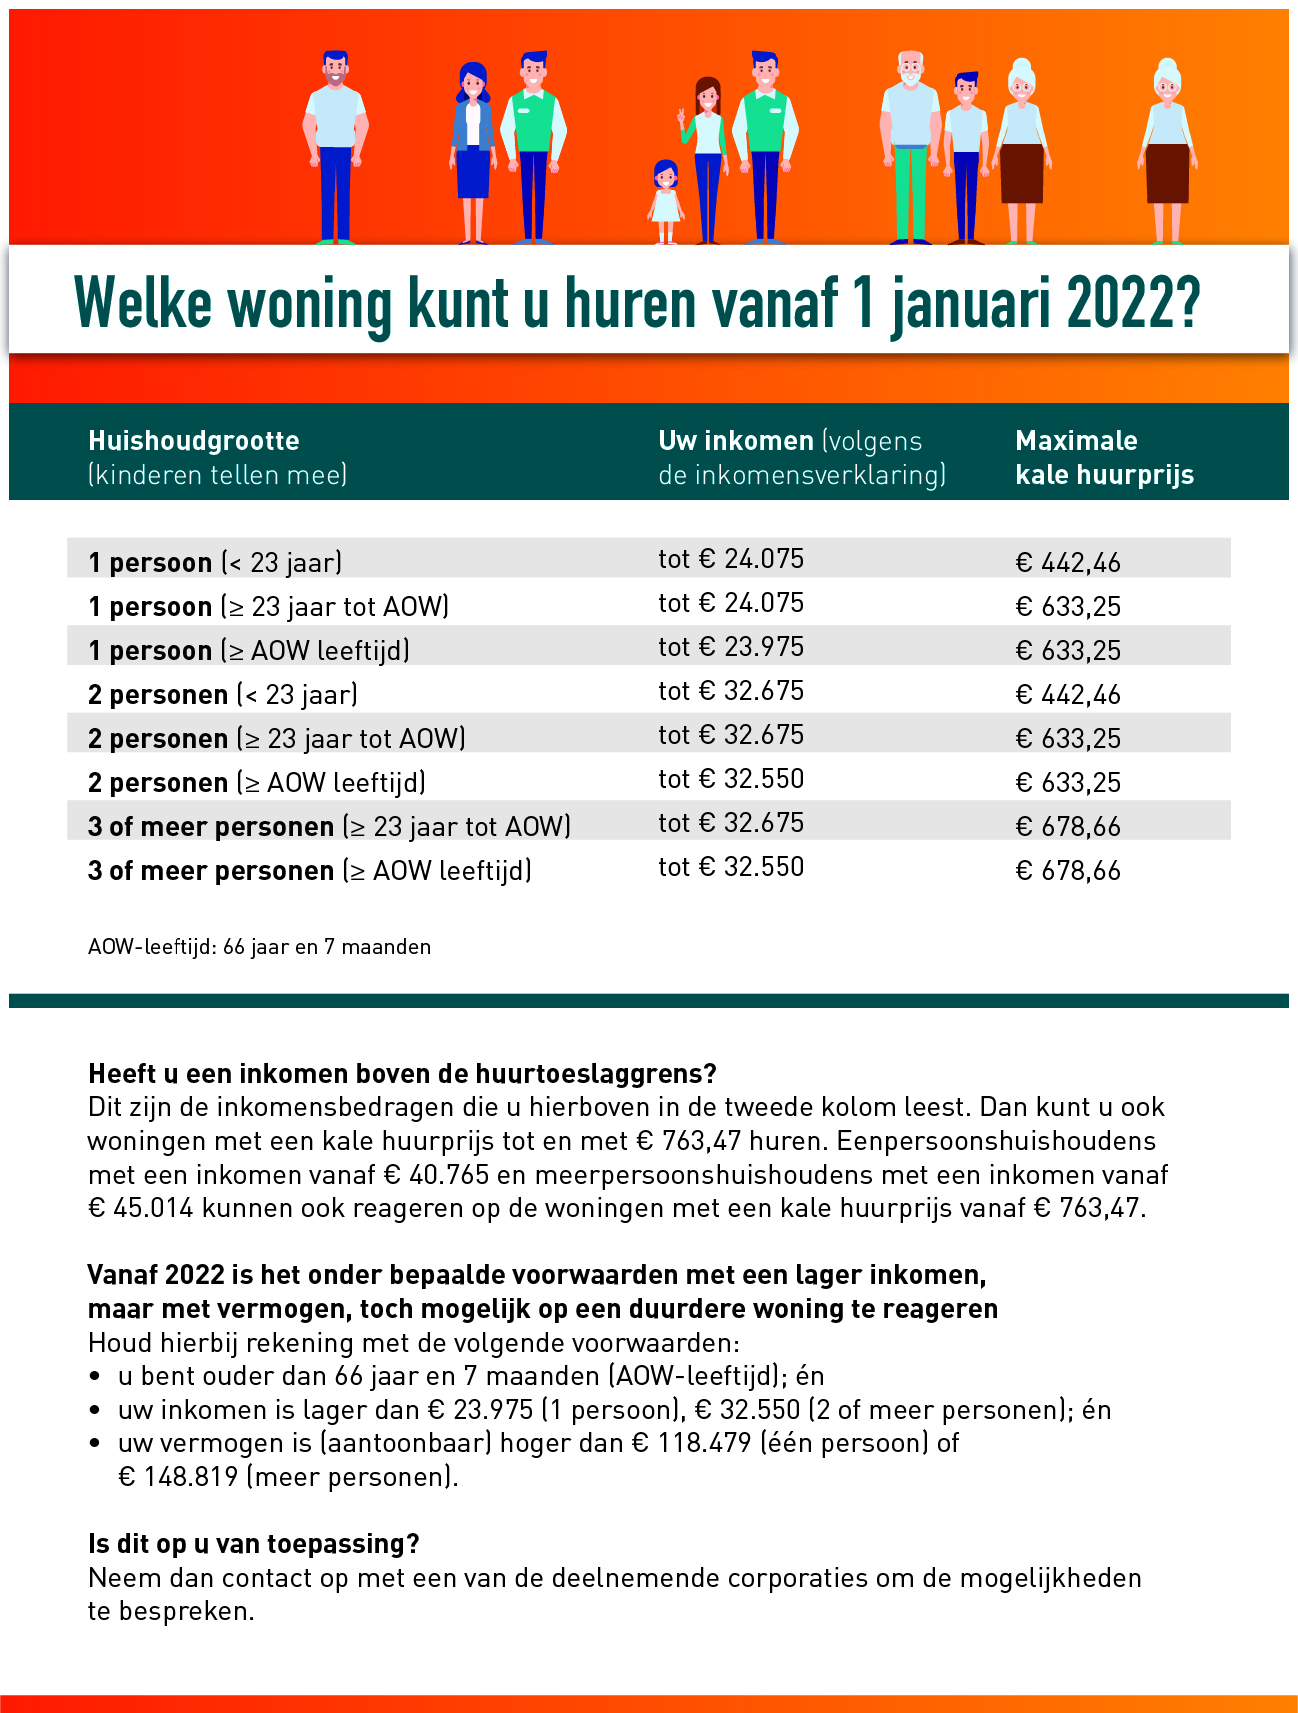 Welke woning kunt u huren vanaf 1 januari 2022?
Huishoudgrootte (kinderen tellen mee) Uw inkomen (volgens de inkomensverklaring) Maximale kale huurprijs
1 persoon (< 23 jaar) tot € 24.075 € 442,46
1 persoon (≥ 23 jaar tot AOW) tot € 24.075 € 633,25
1 persoon (≥ AOW leeftijd) tot € 23.975 € 633,25
2 personen (< 23 jaar) tot € 32.675 € 442,46
2 personen (≥ 23 jaar tot AOW) tot € 32.675 € 633,25
2 personen (≥ AOW leeftijd) tot € 32.550 € 633,25
3 of meer personen (≥ 23 jaar tot AOW) tot € 32.675 € 678,66
3 of meer personen (≥ AOW leeftijd) tot € 32.550 € 678,66
AOW-leeftijd: 66 jaar en 7 maanden
Heeft u een inkomen boven de huurtoeslaggrens?
Dit zijn de inkomensbedragen die u hierboven in de tweede kolom leest. Dan kunt u ook
woningen met een kale huurprijs tot en met € 763,47 huren. Eenpersoonshuishoudens
met een inkomen vanaf € 40.765 en meerpersoonshuishoudens met een inkomen vanaf
€ 45.014 kunnen ook reageren op de woningen met een kale huurprijs vanaf € 763,47.
Vanaf 2022 is het onder bepaalde voorwaarden met een lager inkomen,
maar met vermogen, toch mogelijk op een duurdere woning te reageren
Houd hierbij rekening met de volgende voorwaarden:
• u bent ouder dan 66 jaar en 7 maanden (AOW-leeftijd); én
• uw inkomen is lager dan € 23.975 (1 persoon), € 32.550 (2 of meer personen); én
• uw vermogen is (aantoonbaar) hoger dan € 118.479 (één persoon) of
€ 148.819 (meer personen).
Is dit op u van toepassing?
Neem dan contact op met een van de deelnemende corporaties om de mogelijkheden
te bespreken.